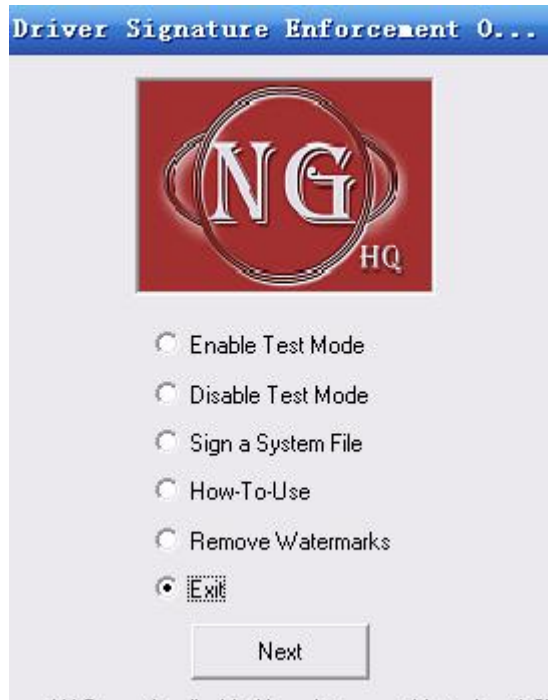 Driver Signature Enforcement O...
NG
HQ
Enable Test Mode
Disable Test Mode
Sign a System File
How-To-Use
Remove Watermarks
Exit
Next